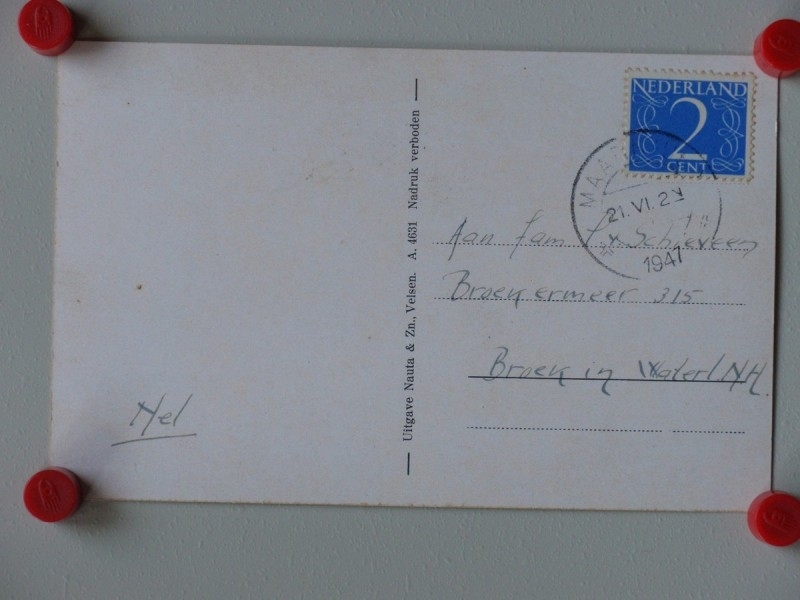 NEDERLAND
2
CENT
21.VI.2
1947
Aan fam
Broekermeer 315
Broek in Waterl. N.H.
Nel
Uitgave Nauta & Zn., Velsen. A. 4631 Nadruk verboden